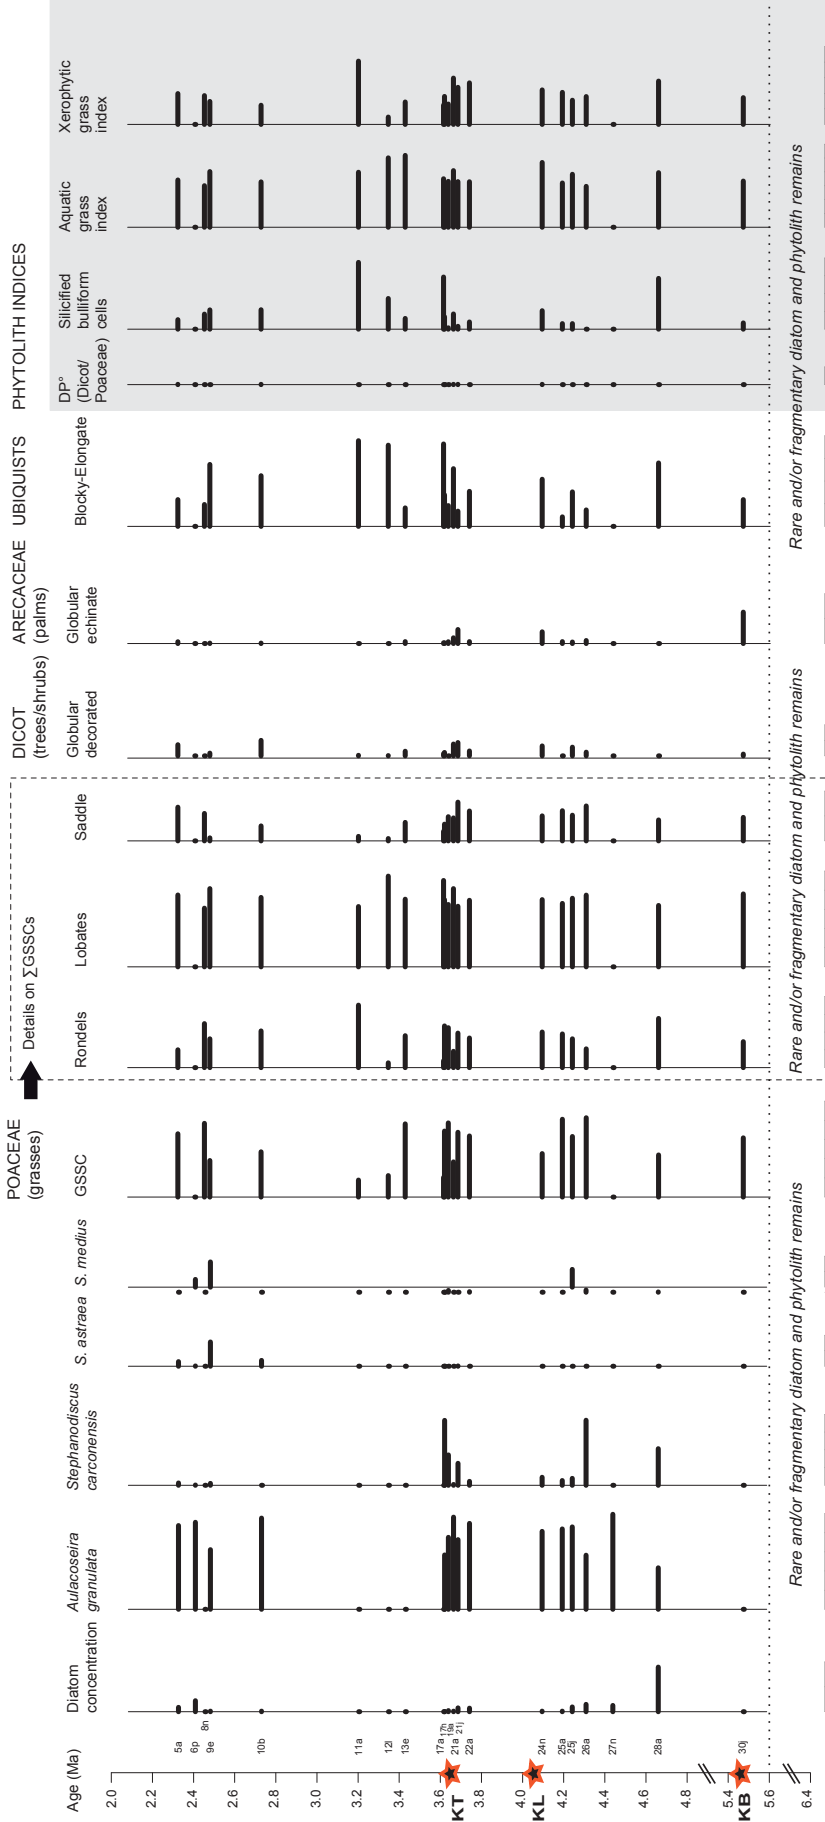 Age (Ma)
2.0
2.2
2.4
2.6
2.8
3.0
3.2
3.4
3.6
3.8
4.0
4.2
4.4
4.6
4.8
5.4
5.6
6.4
KT
KL
KB
5a
6p
8n
9e
10b
11a
12l
13e
17a
17h
19a
21a
21j
22a
24n
25a
25j
26a
27n
28a
30j
Diatom
concentration
Aulacoseira
granulata
Stephanodiscus
carconensis
S. astraea
S. medius
POACEAE
(grasses)
GSSC
Details on ∑GSSCs
Rondels
Lobates
Saddle
DICOT
(trees/shrubs)
Globular
decorated
ARECACEAE
(palms)
Globular
echinate
UBIQUISTS
Blocky-Elongate
PHYTOLITH INDICES
DP°
(Dicot/
Poaceae)
Silicified
bulliform
cells
Aquatic
grass
index
Xerophytic
grass
index
Rare and/or fragmentary diatom and phytolith remains
Rare and/or fragmentary diatom and phytolith remains
Rare and/or fragmentary diatom and phytolith remains
Rare and/or fragmentary diatom and phytolith remains